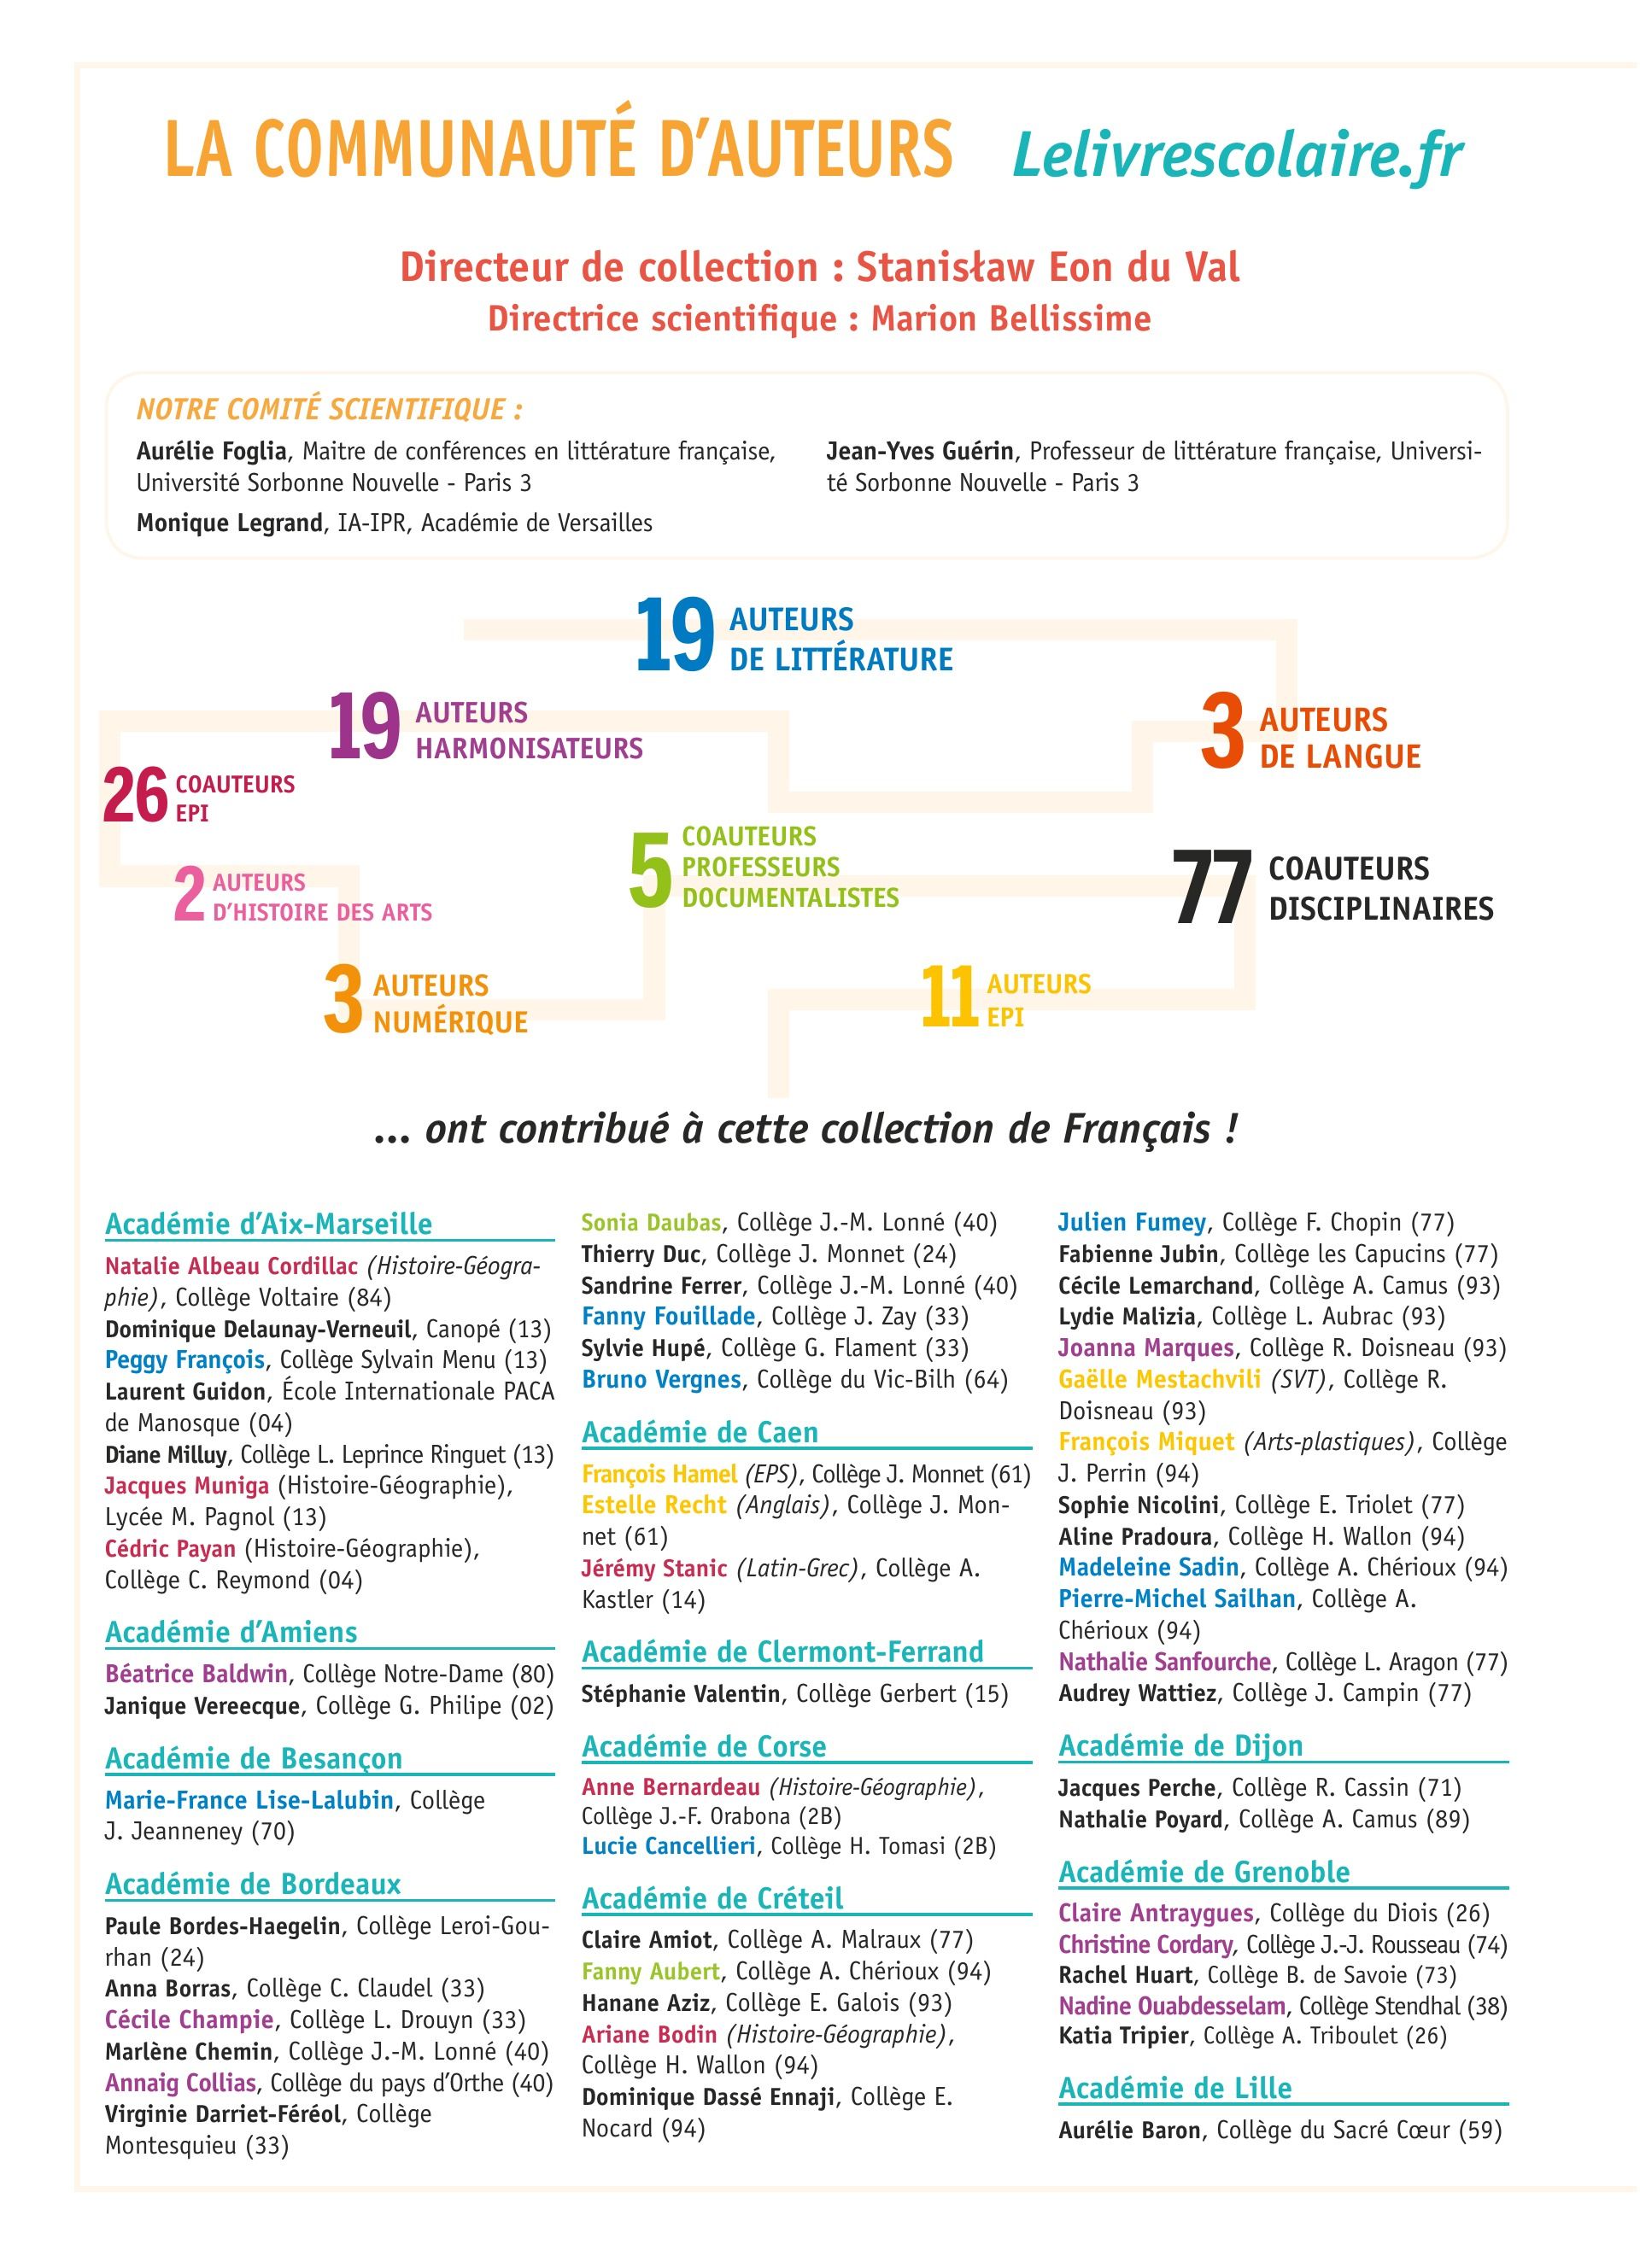 LA COMMUNAUTÉ D’AUTEURS Lelivrescolaire.fr
Directeur de collection : Stanisław Eon du Val
Directrice scientifique : Marion Bellissime
NOTRE COMITÉ SCIENTIFIQUE :
Aurélie Foglia, Maitre de conférences en littérature française,
Université Sorbonne Nouvelle - Paris 3
Monique Legrand, IA-IPR, Académie de Versailles
Jean-Yves Guérin, Professeur de littérature française, Universi-
té Sorbonne Nouvelle - Paris 3
19 AUTEURS
DE LITTÉRATURE
19 AUTEURS
HARMONISATEURS
3 AUTEURS
DE LANGUE
26 COAUTEURS
EPI
5 COAUTEURS
PROFESSEURS
DOCUMENTALISTES
77 COAUTEURS
DISCIPLINAIRES
2 AUTEURS
D’HISTOIRE DES ARTS
3 AUTEURS
NUMÉRIQUE
11 AUTEURS
EPI
... ont contribué à cette collection de Français !
Académie d’Aix-Marseille
Natalie Albeau Cordillac (Histoire-Géogra-
phie), Collège Voltaire (84)
Dominique Delaunay-Verneuil, Canopé (13)
Peggy François, Collège Sylvain Menu (13)
Laurent Guidon, École Internationale PACA
de Manosque (04)
Diane Milluy, Collège L. Leprince Ringuet (13)
Jacques Muniga (Histoire-Géographie),
Lycée M. Pagnol (13)
Cédric Payan (Histoire-Géographie),
Collège C. Reymond (04)
Académie d’Amiens
Béatrice Baldwin, Collège Notre-Dame (80)
Janique Vereecque, Collège G. Philipe (02)
Académie de Besançon
Marie-France Lise-Lalubin, Collège
J. Jeanneney (70)
Académie de Bordeaux
Paule Bordes-Haegelin, Collège Leroi-Gou-
rhan (24)
Anna Borras, Collège C. Claudel (33)
Cécile Champie, Collège L. Drouyn (33)
Marlène Chemin, Collège J.-M. Lonné (40)
Annaig Collias, Collège du pays d’Orthe (40)
Virginie Darriet-Féréol, Collège
Montesquieu (33)
Sonia Daubas, Collège J.-M. Lonné (40)
Thierry Duc, Collège J. Monnet (24)
Sandrine Ferrer, Collège J.-M. Lonné (40)
Fanny Fouillade, Collège J. Zay (33)
Sylvie Hupé, Collège G. Flament (33)
Bruno Vergnes, Collège du Vic-Bilh (64)
Académie de Caen
François Hamel (EPS), Collège J. Monnet (61)
Estelle Recht (Anglais), Collège J. Mon-
net (61)
Jérémy Stanic (Latin-Grec), Collège A.
Kastler (14)
Académie de Clermont-Ferrand
Stéphanie Valentin, Collège Gerbert (15)
Académie de Corse
Anne Bernardeau (Histoire-Géographie),
Collège J.-F. Orabona (2B)
Lucie Cancellieri, Collège H. Tomasi (2B)
Académie de Créteil
Claire Amiot, Collège A. Malraux (77)
Fanny Aubert, Collège A. Chérioux (94)
Hanane Aziz, Collège E. Galois (93)
Ariane Bodin (Histoire-Géographie),
Collège H. Wallon (94)
Dominique Dassé Ennaji, Collège E.
Nocard (94)
Julien Fumey, Collège F. Chopin (77)
Fabienne Jubin, Collège les Capucins (77)
Cécile Lemarchand, Collège A. Camus (93)
Lydie Malizia, Collège L. Aubrac (93)
Joanna Marques, Collège R. Doisneau (93)
Gaëlle Mestachvili (SVT), Collège R.
Doisneau (93)
François Miquet (Arts-plastiques), Collège
J. Perrin (94)
Sophie Nicolini, Collège E. Triolet (77)
Aline Pradoura, Collège H. Wallon (94)
Madeleine Sadin, Collège A. Chérioux (94)
Pierre-Michel Sailhan, Collège A.
Chérioux (94)
Nathalie Sanfourche, Collège L. Aragon (77)
Audrey Wattiez, Collège J. Campin (77)
Académie de Dijon
Jacques Perche, Collège R. Cassin (71)
Nathalie Poyard, Collège A. Camus (89)
Académie de Grenoble
Claire Antraygues, Collège du Diois (26)
Christine Cordary, Collège J.-J. Rousseau (74)
Rachel Huart, Collège B. de Savoie (73)
Nadine Ouabdesselam, Collège Stendhal (38)
Katia Tripier, Collège A. Triboulet (26)
Académie de Lille
Aurélie Baron, Collège du Sacré Cœur (59)